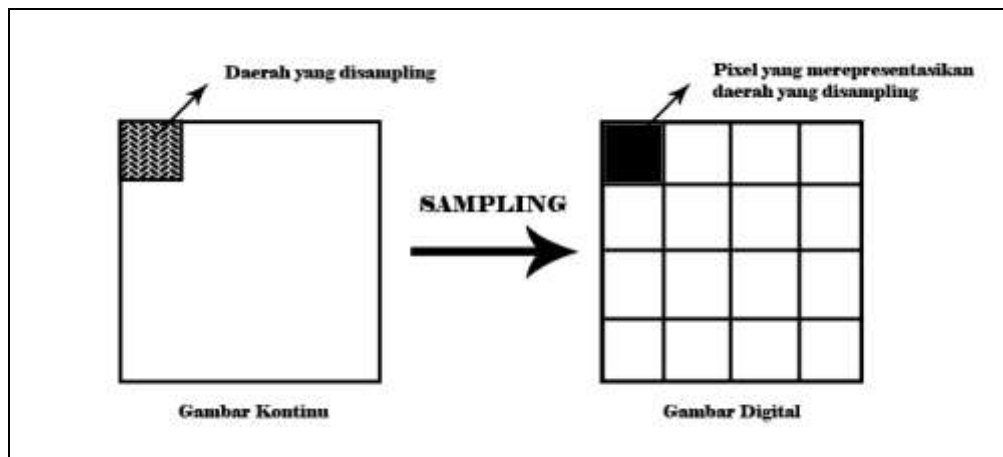 Daerah yang disampling
Pixel yang merepresentasikan
daerah yang disampling
SAMPLING
Gambar Kontinu
Gambar Digital